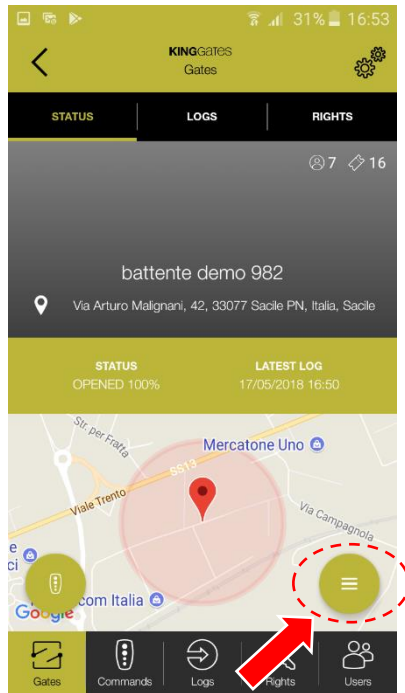 31% 16:53
KINGGATES
Gates
STATUS LOGS RIGHTS
7 16
battente demo 982
Via Arturo Malignani, 42, 33077 Sacile PN, Italia, Sacile
STATUS LATEST LOG
OPENED 100% 17/05/2018 16:50
Str. per Fratta
Mercatone Uno
SS13
Viale Trento
Via Campagnola
e
ci
com Italia
Google
Gates Commands Logs Rights Users